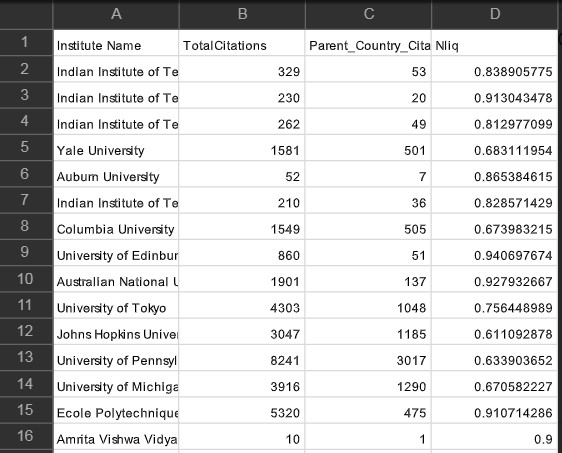 A B C D
1 Institute Name TotalCitations Parent_Country_Cita Nliq
2 Indian Institute of Te 329 53 0.838905775
3 Indian Institute of Te 230 20 0.913043478
4 Indian Institute of Te 262 49 0.812977099
5 Yale University 1581 501 0.683111954
6 Auburn University 52 7 0.865384615
7 Indian Institute of Te 210 36 0.828571429
8 Columbia University 1549 505 0.673983215
9 University of Edinbur 860 51 0.940697674
10 Australian National U 1901 137 0.927932667
11 University of Tokyo 4303 1048 0.756448989
12 Johns Hopkins Univer 3047 1185 0.611092878
13 University of Pennsyl 8241 3017 0.633903652
14 University of Michiga 3916 1290 0.670582227
15 Ecole Polytechnique 5320 475 0.910714286
16 Amrita Vishwa Vidya 10 1 0.9